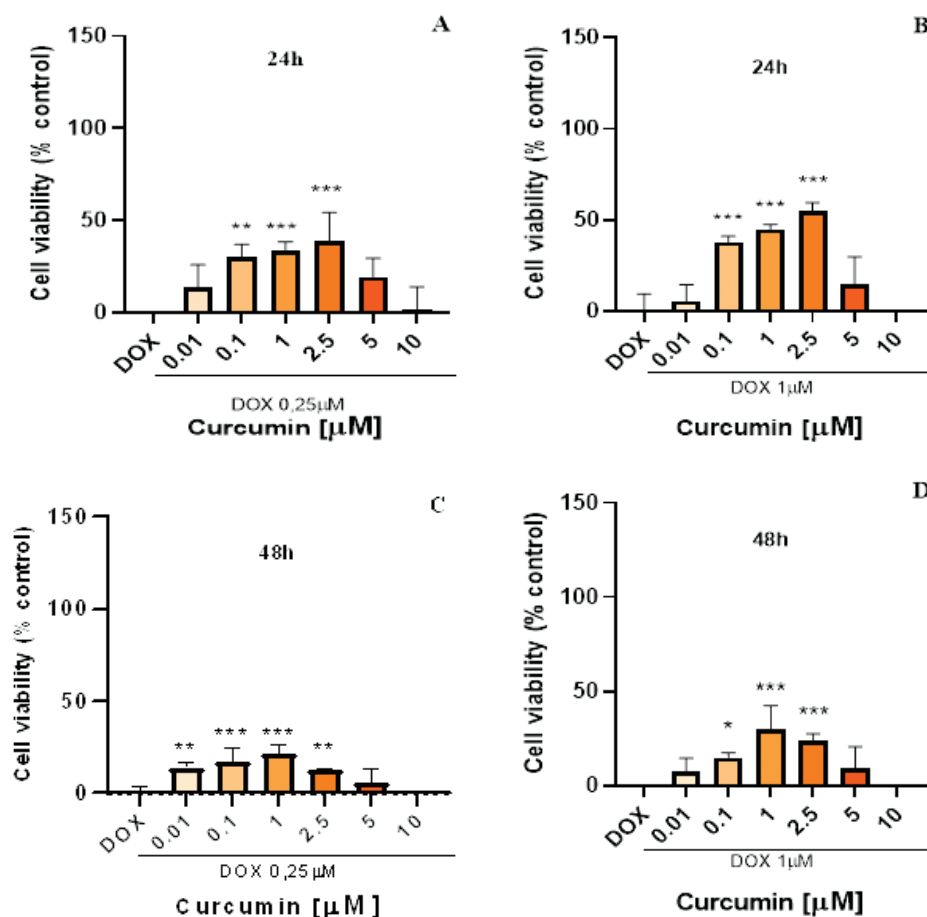 A
24h
Cell viability (% control)
150
100
50
0
**
***
***
DOX 0.01 0.1 1 2.5 5 10
DOX 0,25μM
Curcumin [μM]
B
24h
Cell viability (% control)
150
100
50
0
***
***
***
DOX 0.01 0.1 1 2.5 5 10
DOX 1μM
Curcumin [μM]
C
48h
Cell viability (% control)
150
100
50
0
**
***
***
**
DOX 0.01 0.1 1 2.5 5 10
DOX 0,25μM
Curcumin [μM]
D
48h
Cell viability (% control)
150
100
50
0
*
***
***
DOX 0.01 0.1 1 2.5 5 10
DOX 1μM
Curcumin [μM]